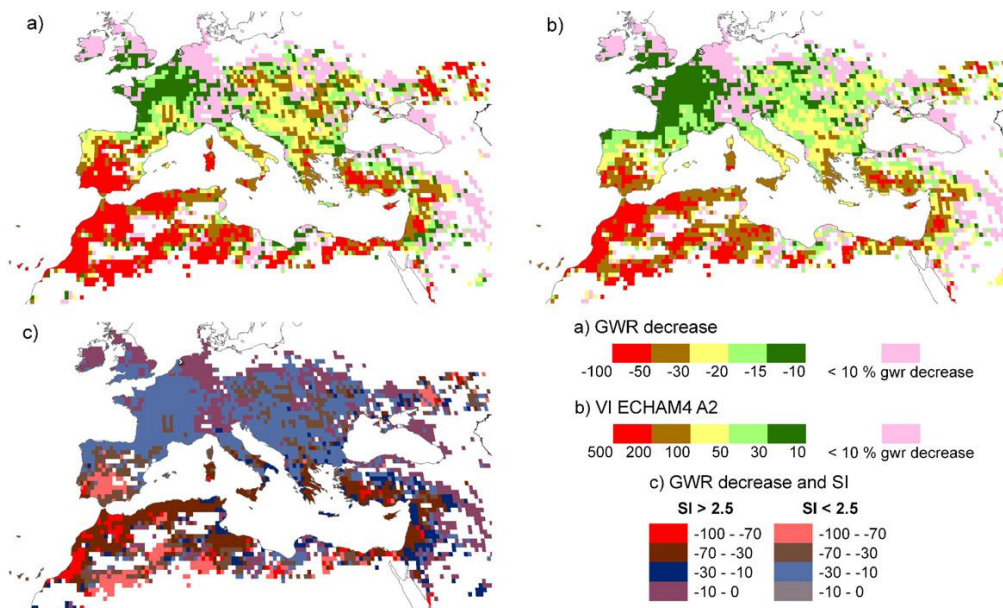 a)
b)
c)
a) GWR decrease
-100 -50 -30 -20 -15 -10 < 10 % gwr decrease
b) VI ECHAM4 A2
500 200 100 50 30 10 < 10 % gwr decrease
c) GWR decrease and SI
SI > 2.5 SI < 2.5
-100 - -70 -100 - -70
-70 - -30 -70 - -30
-30 - -10 -30 - -10
-10 - 0 -10 - 0